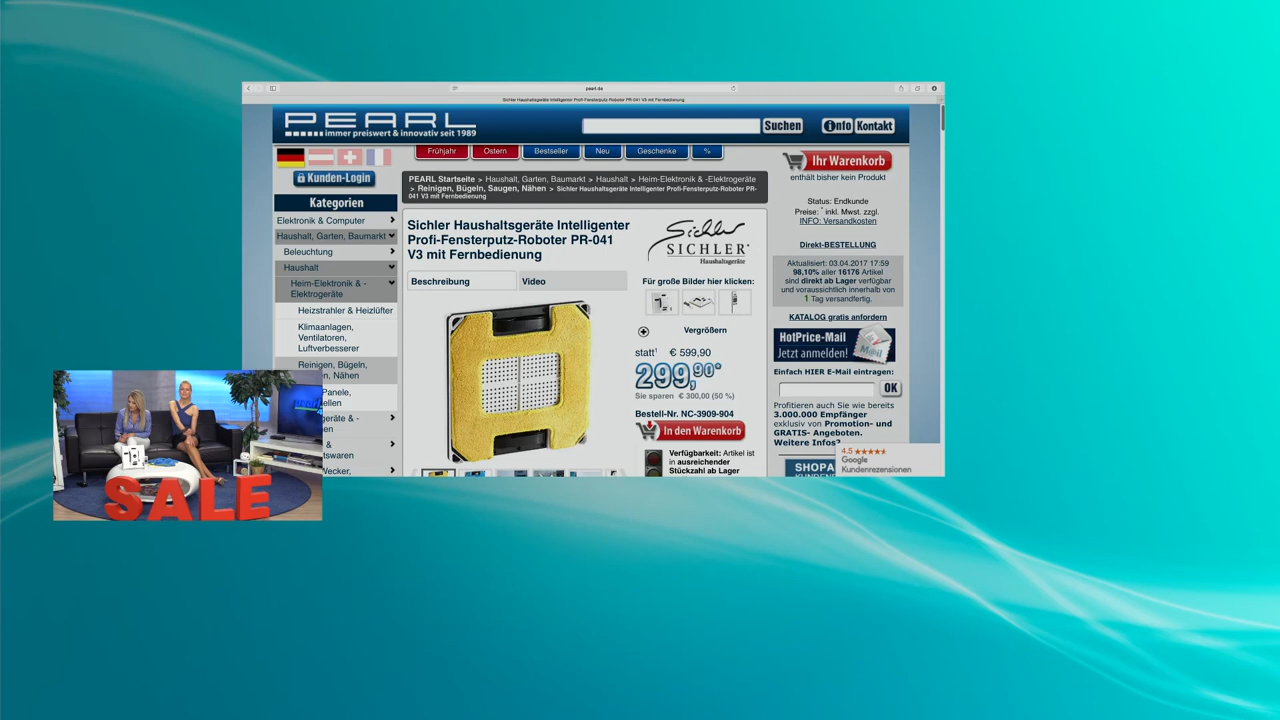 pearl.de
Sichler Haushaltsgeräte Intelligenter Profi-Fensterputz-Roboter PR-041 V3 mit Fernbedienung.
PEARL
immer preiswert & innovativ seit 1989
Suchen
info
Kontakt
Kunden-Login
Frühjahr
Ostern
Bestseller
Neu
Geschenke
%
Ihr Warenkorb
enthält bisher kein Produkt
Kategorien
Elektronik & Computer
Haushalt, Garten, Baumarkt
Beleuchtung
Haushalt
Heim-Elektronik & -
Elektrogeräte
Heizstrahler & Heizlüfter
Klimaanlagen,
Ventilatoren,
Luftverbesserer
Reinigen, Bügeln,
n, Nähen
Panele,
ellen
geräte & -
&
tswaren
Wecker,
PEARL Startseite > Haushalt, Garten, Baumarkt > Haushalt > Heim-Elektronik & -Elektrogeräte
> Reinigen, Bügeln, Saugen, Nähen > Sichler Haushaltsgeräte Intelligenter Profi-Fensterputz-Roboter PR-
041 V3 mit Fernbedienung
Sichler Haushaltsgeräte Intelligenter
Profi-Fensterputz-Roboter PR-041
V3 mit Fernbedienung
Beschreibung
Video
Sichler
SICHLER
Haushaltsgeräte
Für große Bilder hier klicken:
Vergrößern
statt¹ € 599,90
299,90*
Sie sparen € 300,00 (50 %)
Bestell-Nr. NC-3909-904
In den Warenkorb
Verfügbarkeit: Artikel ist
in ausreichender
Stückzahl ab Lager
Status: Endkunde
Preise: * inkl. Mwst. zzgl.
INFO: Versandkosten
Direkt-BESTELLUNG
Aktualisiert: 03.04.2017 17:59
98,10% aller 16176 Artikel
sind direkt ab Lager verfügbar
und voraussichtlich innerhalb von
1 Tag versandfertig.
KATALOG gratis anfordern
HotPrice-Mail
Jetzt anmelden!
M@il
Einfach HIER E-Mail eintragen:
OK
Profitieren auch Sie wie bereits
3.000.000 Empfänger
exklusiv von Promotion- und
GRATIS- Angeboten.
Weitere Infos?
SHOPA
4.5
Google
Kundenrezensionen
SALE